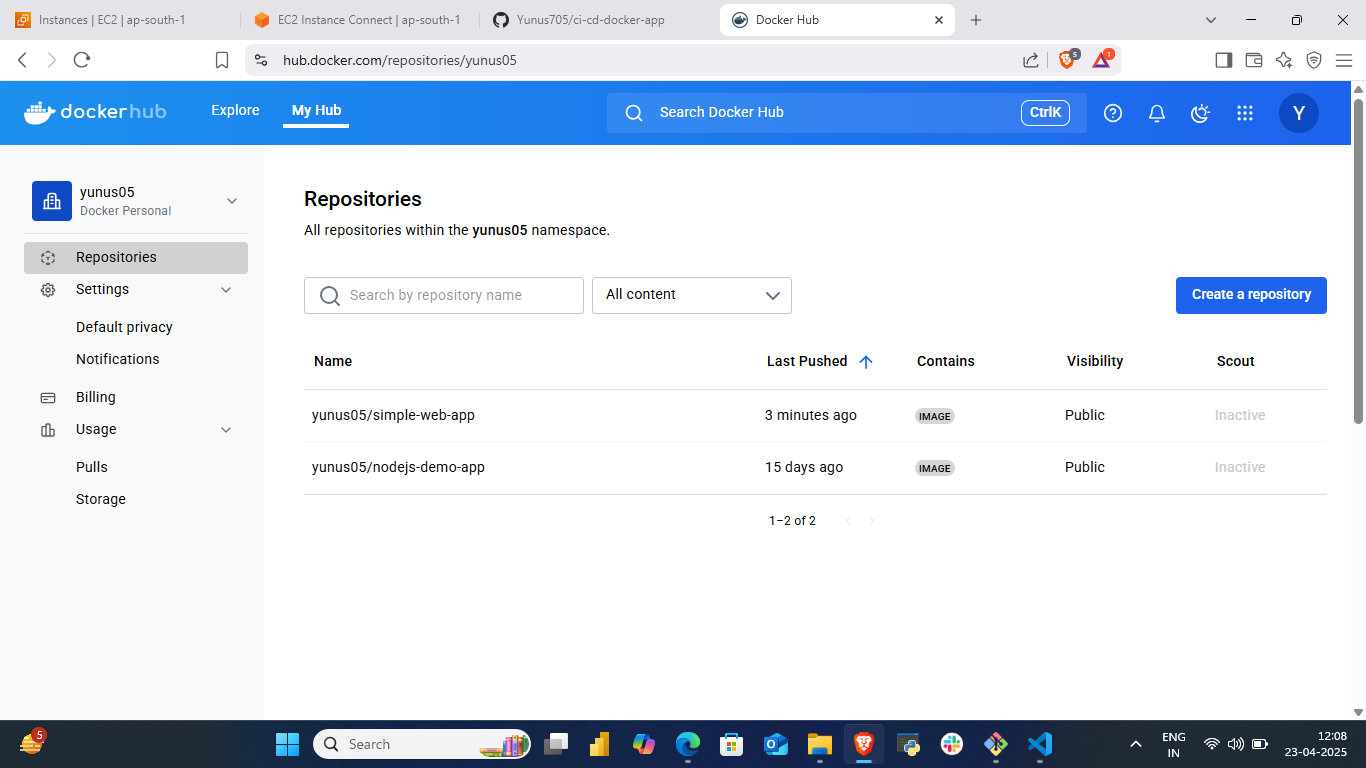 Instances | EC2 | ap-south-1
EC2 Instance Connect | ap-south-1
Yunus705/ci-cd-docker-app
Docker Hub
hub.docker.com/repositories/yunus05
5
1
dockerhub
Explore
My Hub
Search Docker Hub
CtrlK
Y
yunus05
Docker Personal
Repositories
Settings
Default privacy
Notifications
Billing
Usage
Pulls
Storage
Repositories
All repositories within the yunus05 namespace.
Search by repository name
All content
Create a repository
Name Last Pushed Contains Visibility Scout
yunus05/simple-web-app 3 minutes ago IMAGE Public Inactive
yunus05/nodejs-demo-app 15 days ago IMAGE Public Inactive
1–2 of 2
5
Search
ENG
IN
12:08
23-04-2025